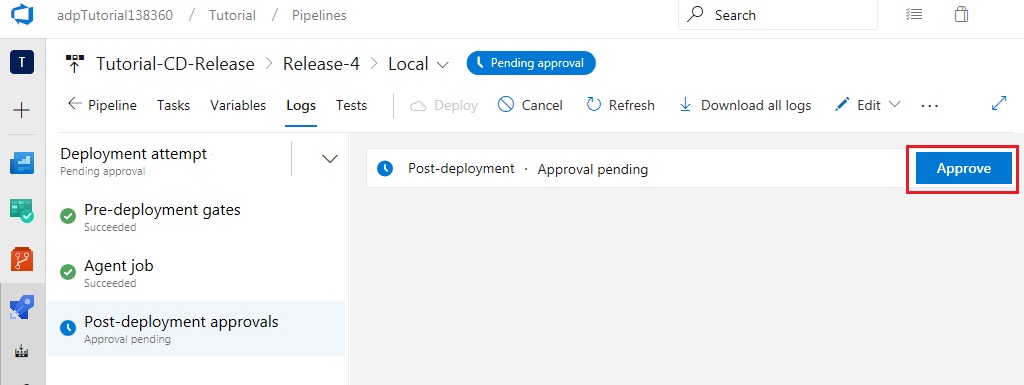 adpTutorial138360 / Tutorial / Pipelines
Search
T
Tutorial-CD-Release > Release-4 > Local
Pending approval
Pipeline Tasks Variables Logs Tests Deploy Cancel Refresh Download all logs Edit ...
Deployment attempt
Pending approval
Post-deployment · Approval pending
Approve
Pre-deployment gates
Succeeded
Agent job
Succeeded
Post-deployment approvals
Approval pending